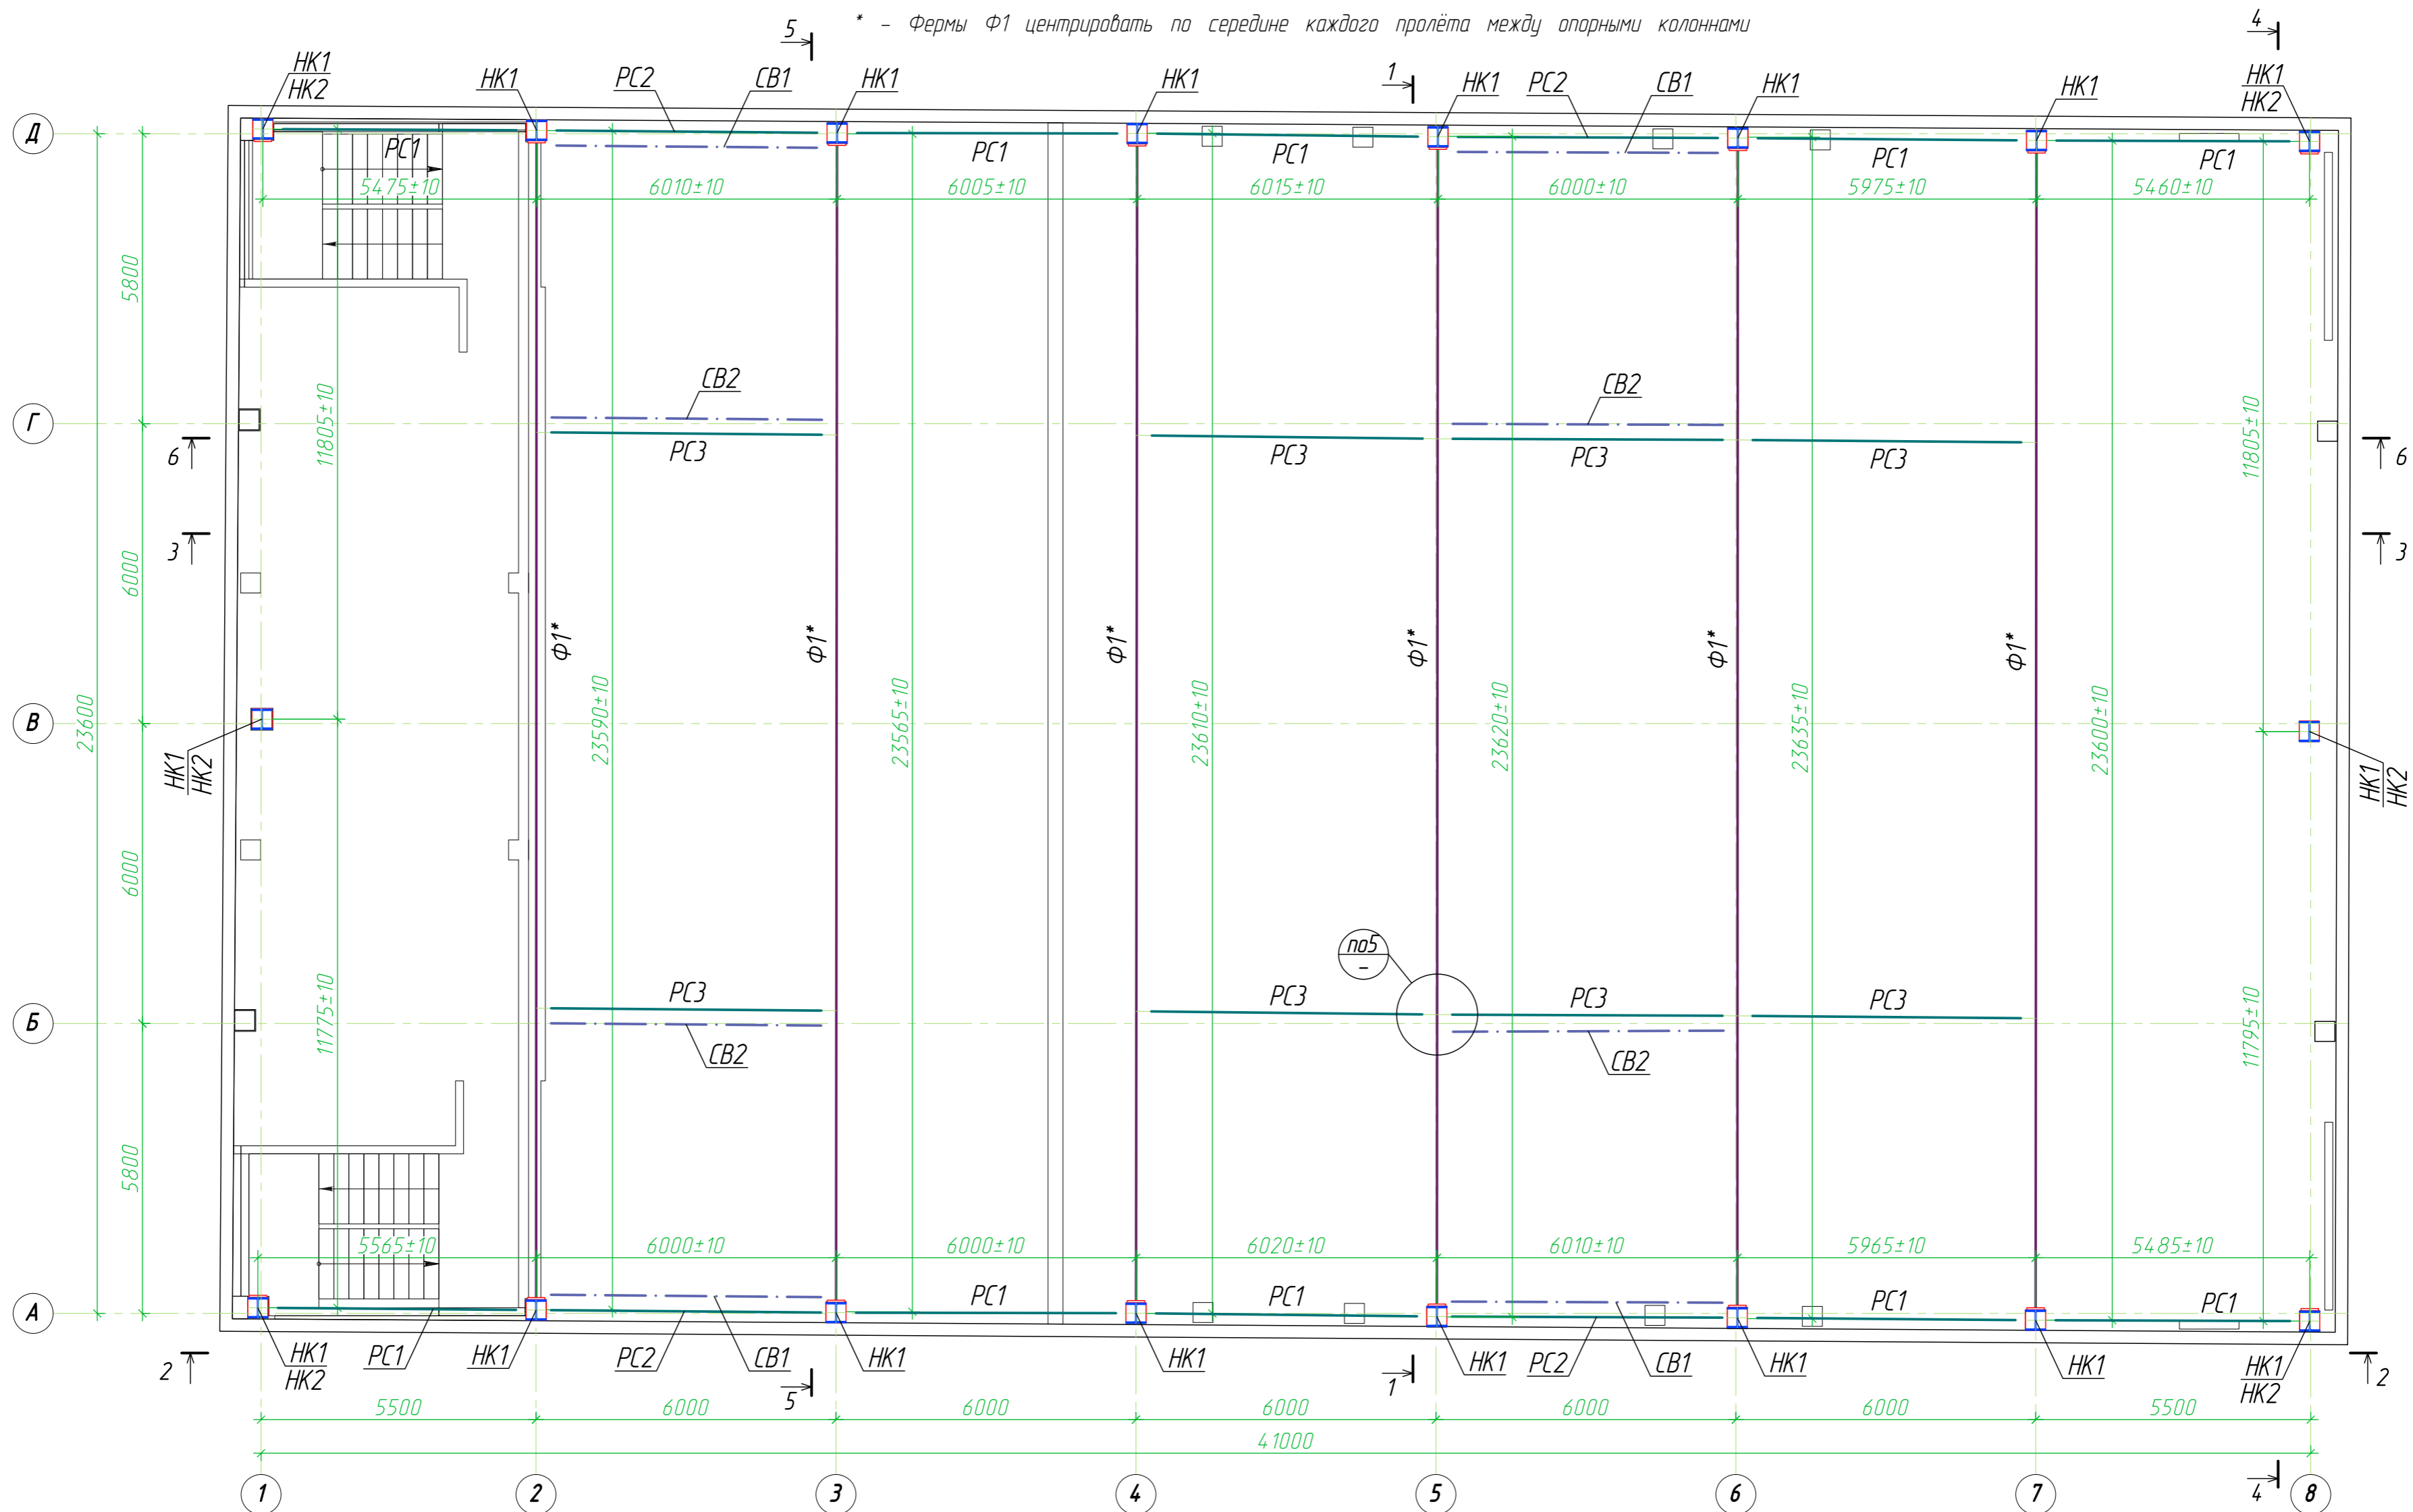 * - Фермы Ф1 центрировать по середине каждого пролёта между опорными колоннами
5
4
1
НК1
НК2
НК1
РС2
СВ1
НК1
НК1
НК1
РС2
СВ1
НК1
НК1
НК1
НК2
Д
РС1
РС1
РС1
РС1
РС1
5475±10
6010±10
6005±10
6015±10
6000±10
5975±10
5460±10
5800
СВ2
СВ2
Г
11805±10
11805±10
6
РС3
РС3
РС3
РС3
6
3
3
6000
Ф1*
Ф1*
Ф1*
Ф1*
Ф1*
Ф1*
23600
В
23590±10
23565±10
23610±10
23620±10
23635±10
23600±10
НК1
НК2
НК1
НК2
6000
по5
-
РС3
РС3
РС3
РС3
Б
11775±10
11795±10
СВ2
СВ2
5800
5565±10
6000±10
6000±10
6020±10
6010±10
5965±10
5485±10
А
РС1
РС1
РС1
РС1
2
НК1
НК2
РС1
НК1
РС2
СВ1
НК1
НК1
НК1
РС2
СВ1
НК1
НК1
НК1
НК2
2
5
1
5500
6000
6000
6000
6000
6000
5500
41000
4
1
2
3
4
5
6
7
8